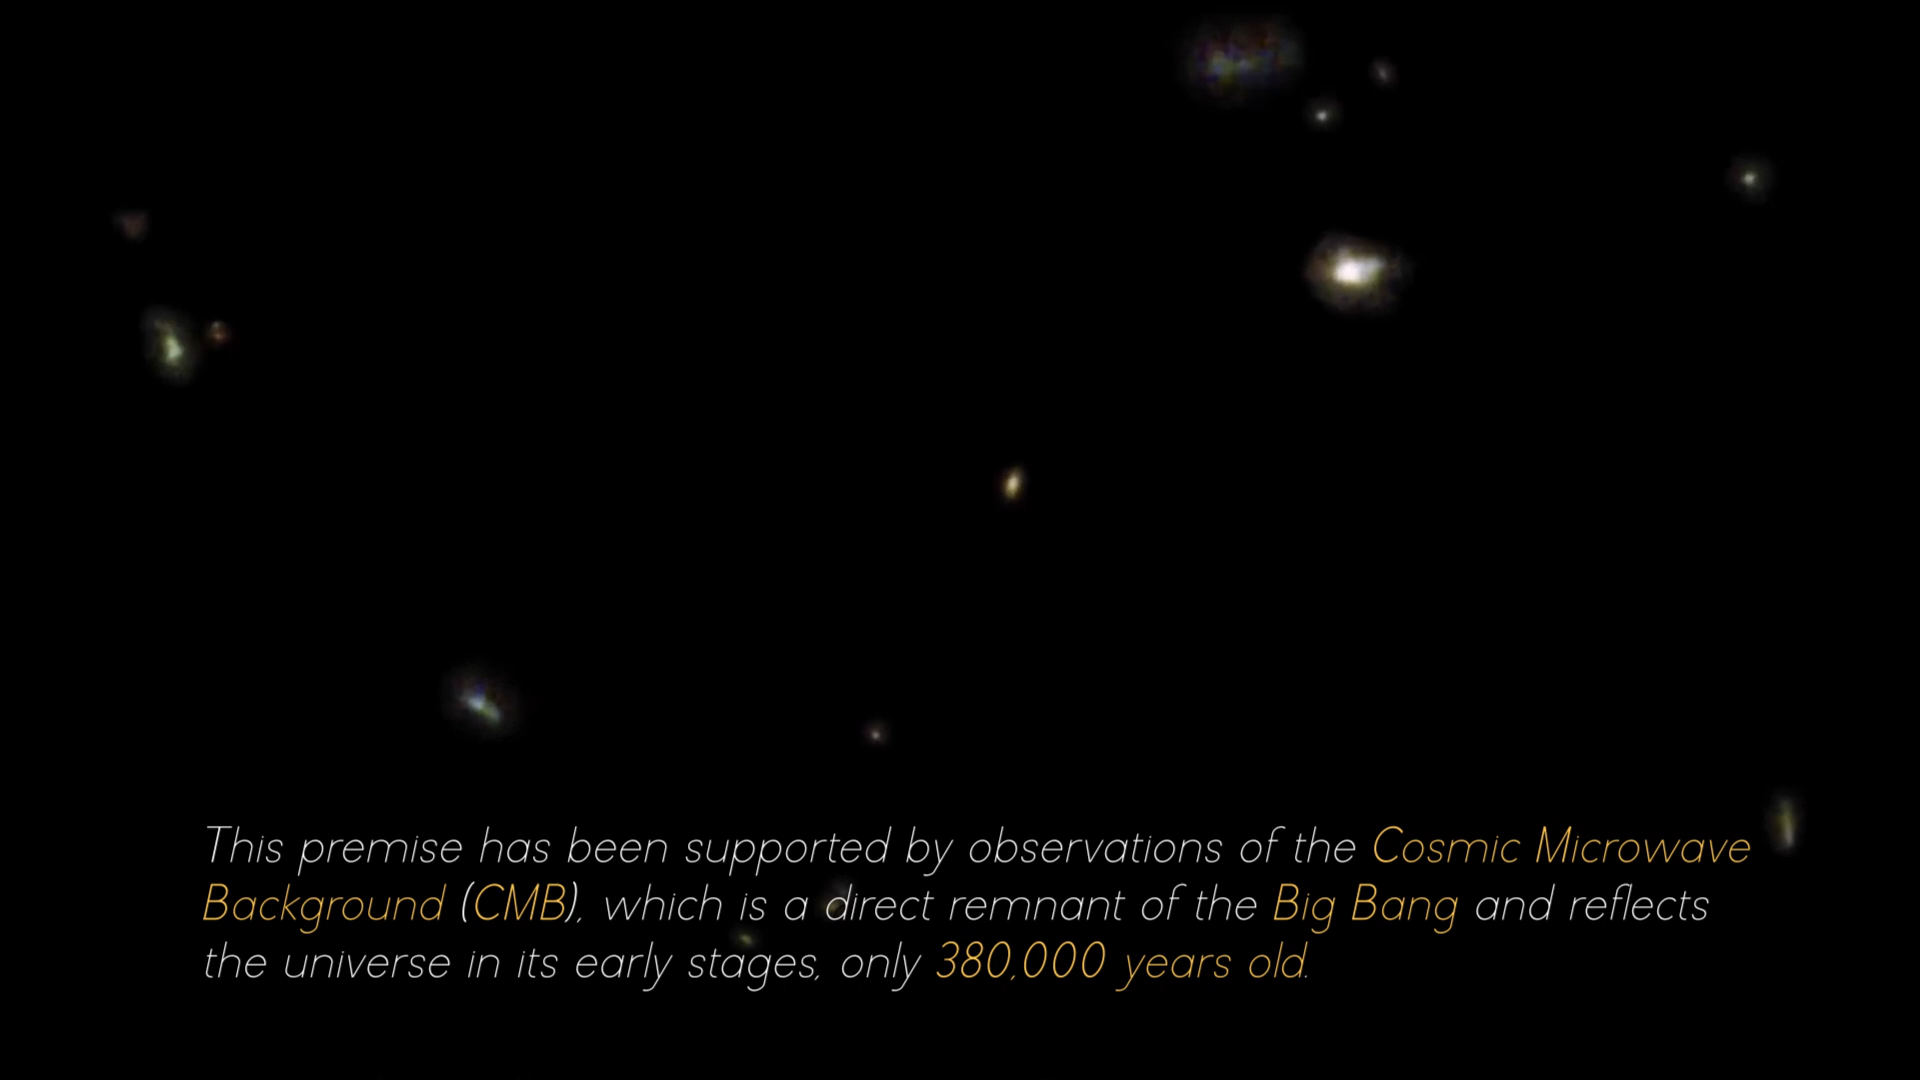 This premise has been supported by observations of the Cosmic Microwave
Background (CMB), which is a direct remnant of the Big Bang and reflects
the universe in its early stages, only 380,000 years old.